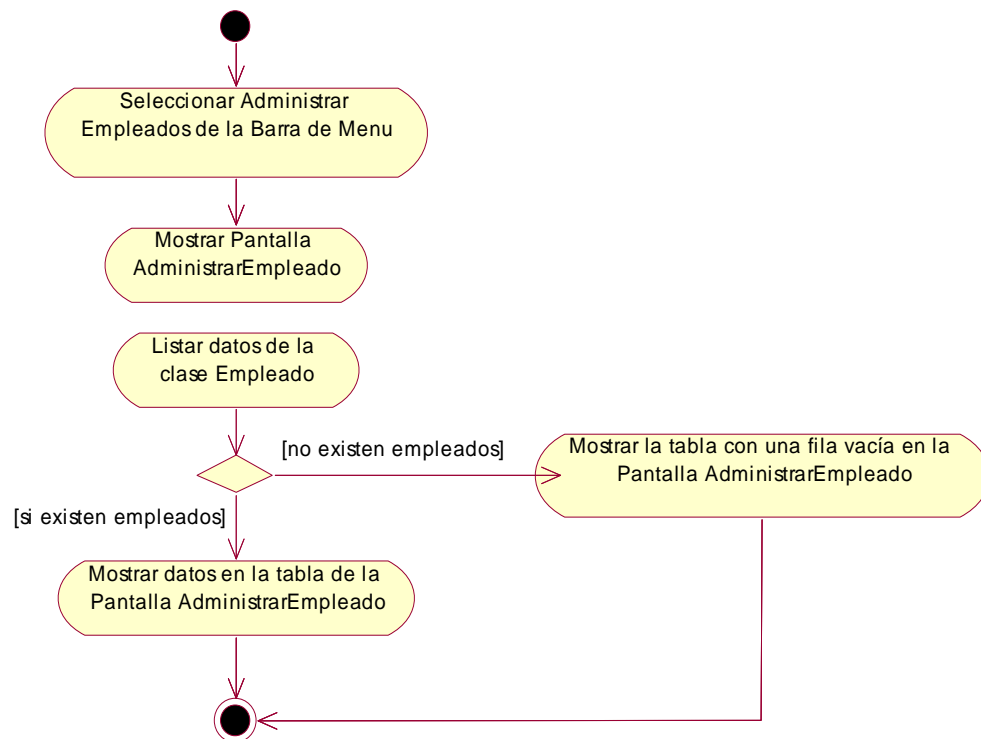 Seleccionar Administrar
Empleados de la Barra de Menu
Mostrar Pantalla
AdministrarEmpleado
Listar datos de la
clase Empleado
[no existen empleados]
Mostrar la tabla con una fila vacía en la
Pantalla AdministrarEmpleado
[si existen empleados]
Mostrar datos en la tabla de la
Pantalla AdministrarEmpleado